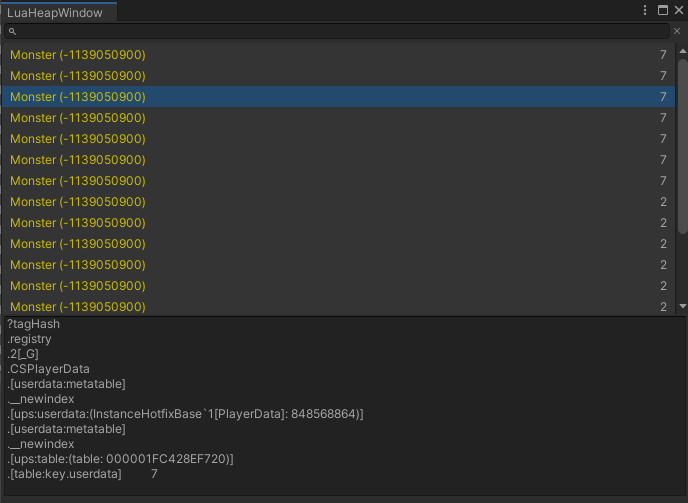 LuaHeapWindow
Monster (-1139050900) 7
Monster (-1139050900) 7
Monster (-1139050900) 7
Monster (-1139050900) 7
Monster (-1139050900) 7
Monster (-1139050900) 7
Monster (-1139050900) 7
Monster (-1139050900) 2
Monster (-1139050900) 2
Monster (-1139050900) 2
Monster (-1139050900) 2
Monster (-1139050900) 2
Monster (-1139050900) 2
?tagHash
.registry
.2[_G]
.CSPlayerData
.[userdata:metatable]
.__newindex
.[ups:userdata:(InstanceHotfixBase`1[PlayerData]: 848568864)]
.[userdata:metatable]
.__newindex
.[ups:table:(table: 000001FC428EF720)]
.[table:key.userdata] 7